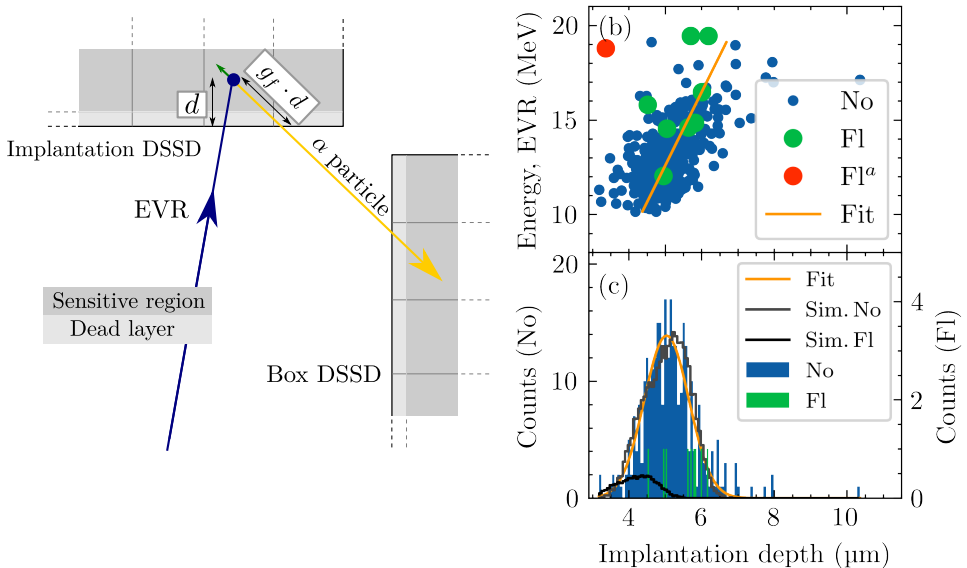 d
g_f · d
Implantation DSSD
α particle
EVR
Sensitive region
Dead layer
Box DSSD
(b)
Energy, EVR (MeV)
20
15
10
No
Fl
Flᵃ
Fit
(c)
Counts (No)
20
10
0
Fit
Sim. No
Sim. Fl
No
Fl
4
2
0
Counts (Fl)
4
6
8
10
Implantation depth (µm)